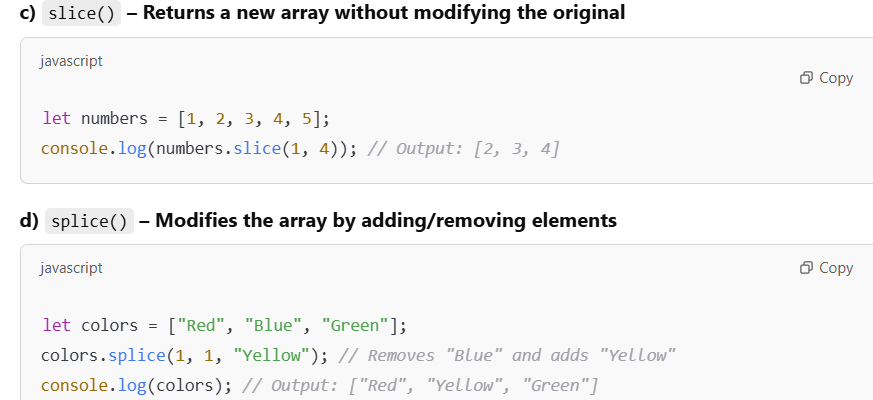 c) slice() – Returns a new array without modifying the original
javascript
Copy
let numbers = [1, 2, 3, 4, 5];
console.log(numbers.slice(1, 4)); // Output: [2, 3, 4]
d) splice() – Modifies the array by adding/removing elements
javascript
Copy
let colors = ["Red", "Blue", "Green"];
colors.splice(1, 1, "Yellow"); // Removes "Blue" and adds "Yellow"
console.log(colors); // Output: ["Red", "Yellow", "Green"]